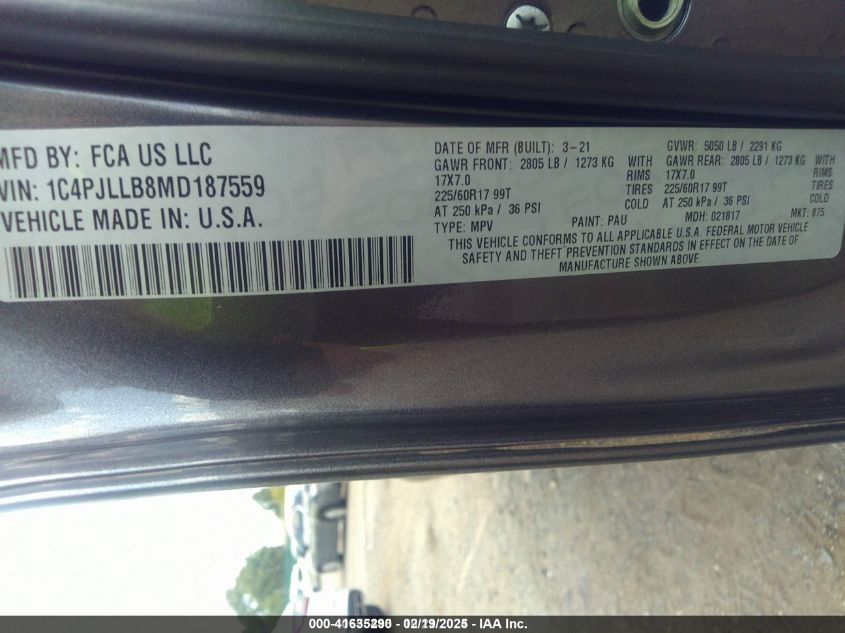 MFD BY: FCA US LLC
VIN: 1C4PJLLB8MD187559
VEHICLE MADE IN: U.S.A.
DATE OF MFR (BUILT): 3-21
GVWR: 5050 LB / 2291 KG
GAWR FRONT: 2805 LB / 1273 KG WITH
GAWR REAR: 2805 LB / 1273 KG WITH
17X7.0 RIMS
17X7.0 RIMS
225/60R17 99T
225/60R17 99T
AT 250 kPa / 36 PSI COLD
AT 250 kPa / 36 PSI COLD
TYPE: MPV PAINT: PAU MDH: 021817 MKT: 875
THIS VEHICLE CONFORMS TO ALL APPLICABLE U.S.A. FEDERAL MOTOR VEHICLE
SAFETY AND THEFT PREVENTION STANDARDS IN EFFECT ON THE DATE OF
MANUFACTURE SHOWN ABOVE.
000-41635290 - 02/19/2025 - IAA Inc.